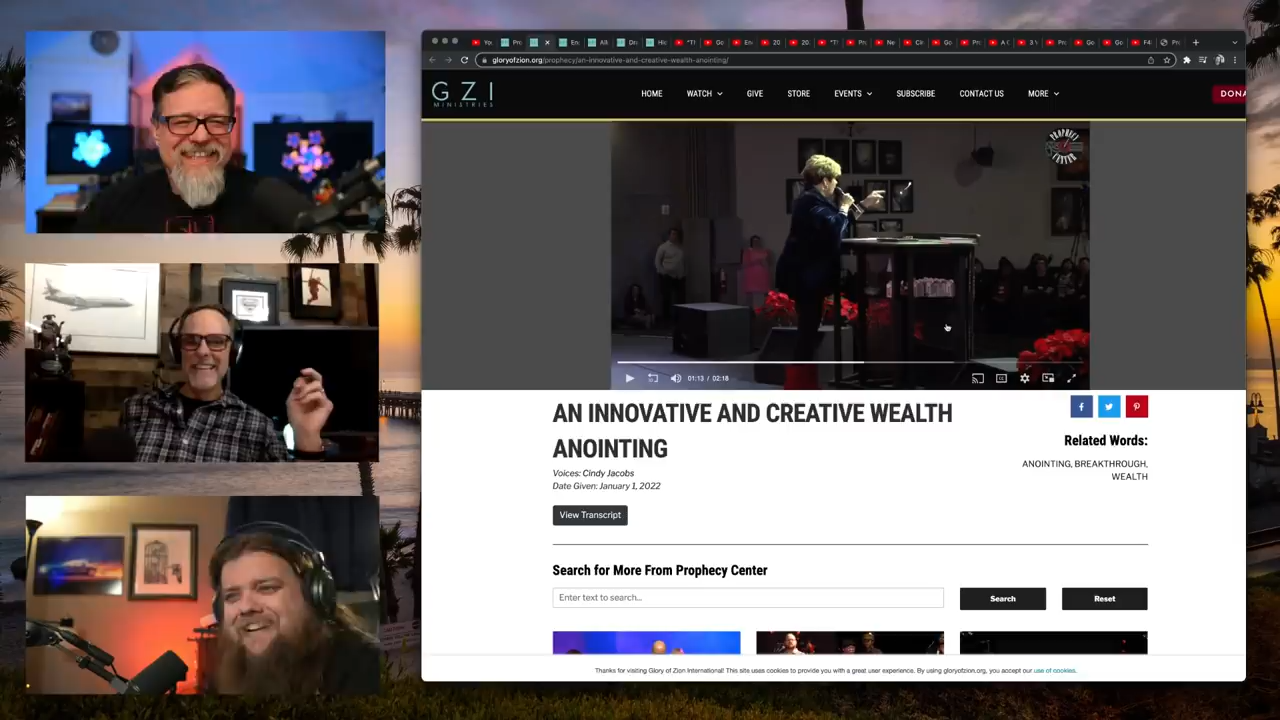 gloryofzion.org/prophecy/an-innovative-and-creative-wealth-anointing/
GZI
MINISTRIES
HOME
WATCH
GIVE
STORE
EVENTS
SUBSCRIBE
CONTACT US
MORE
DONA
PROPHECY
CENTER
01:13 / 02:18
AN INNOVATIVE AND CREATIVE WEALTH
ANOINTING
Voices: Cindy Jacobs
Date Given: January 1, 2022
View Transcript
Related Words:
ANOINTING, BREAKTHROUGH,
WEALTH
Search for More From Prophecy Center
Enter text to search...
Search
Reset
Thanks for visiting Glory of Zion International! This site uses cookies to provide you with a great user experience. By using gloryofzion.org, you accept our use of cookies.